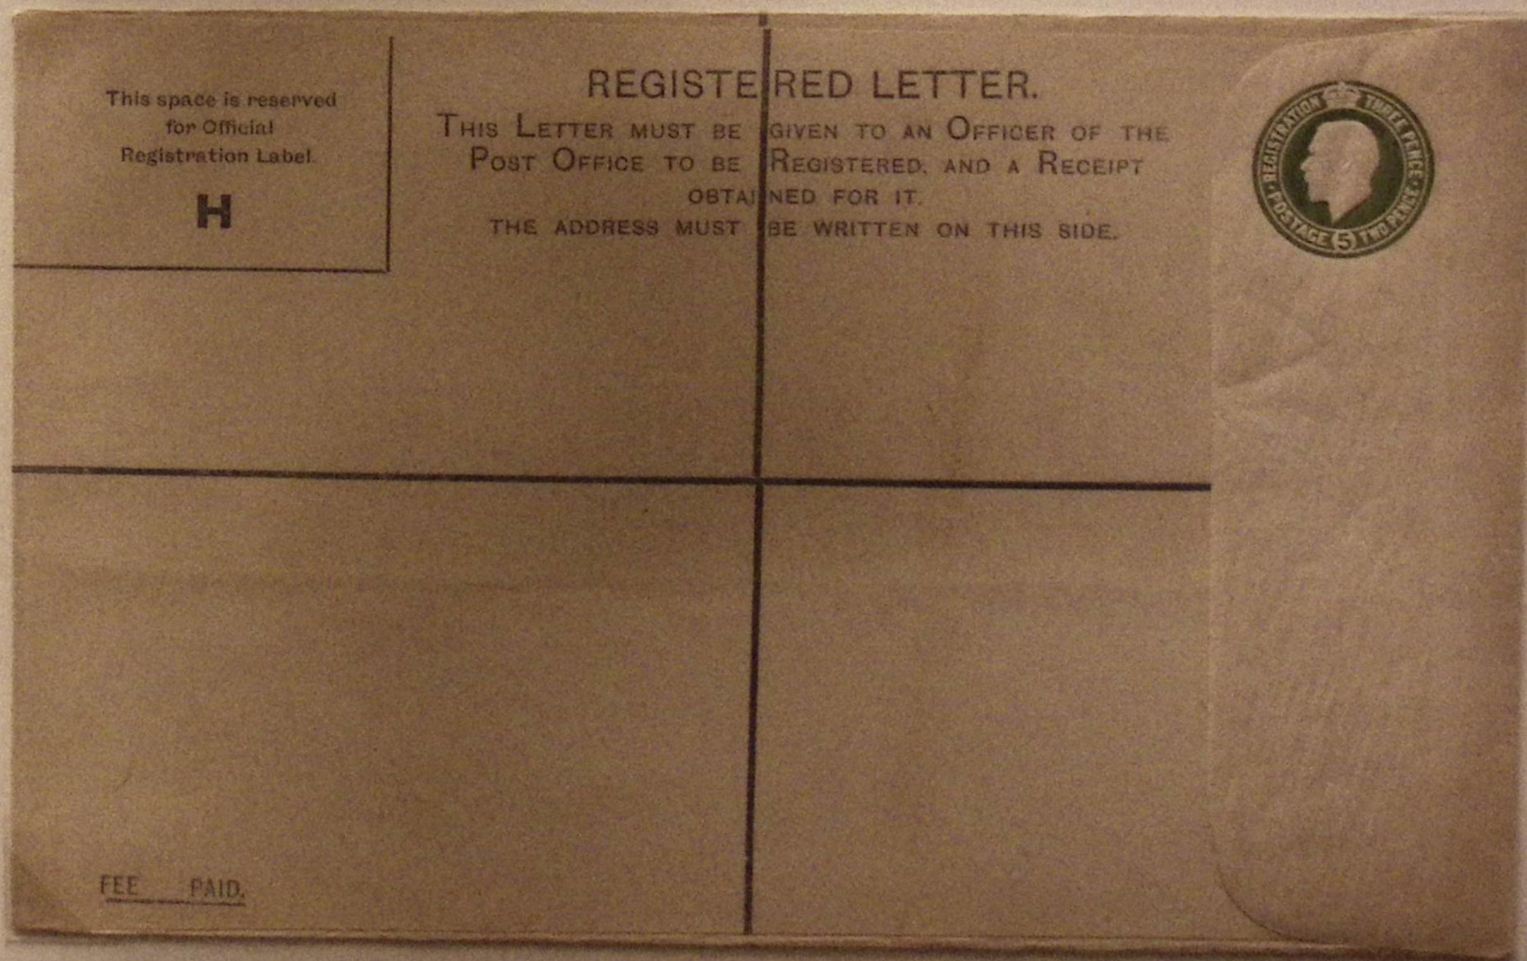 This space is reserved
for Official
Registration Label.
H
REGISTERED LETTER.
THIS LETTER MUST BE GIVEN TO AN OFFICER OF THE
POST OFFICE TO BE REGISTERED, AND A RECEIPT
OBTAINED FOR IT.
THE ADDRESS MUST BE WRITTEN ON THIS SIDE.
REGISTRATION THREE PENCE
POSTAGE 5 TWO PENCE
FEE PAID.